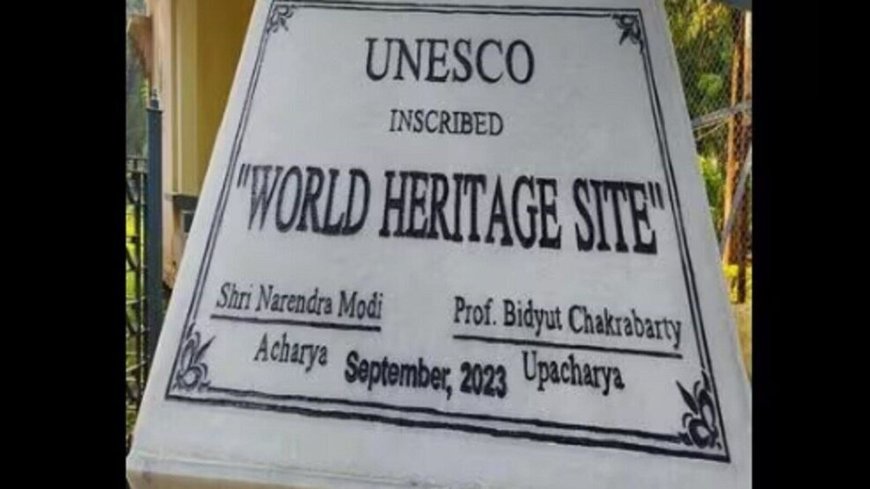 UNESCO
INSCRIBED
"WORLD HERITAGE SITE"
Shri Narendra Modi Prof. Bidyut Chakrabarty
Acharya September, 2023 Upacharya